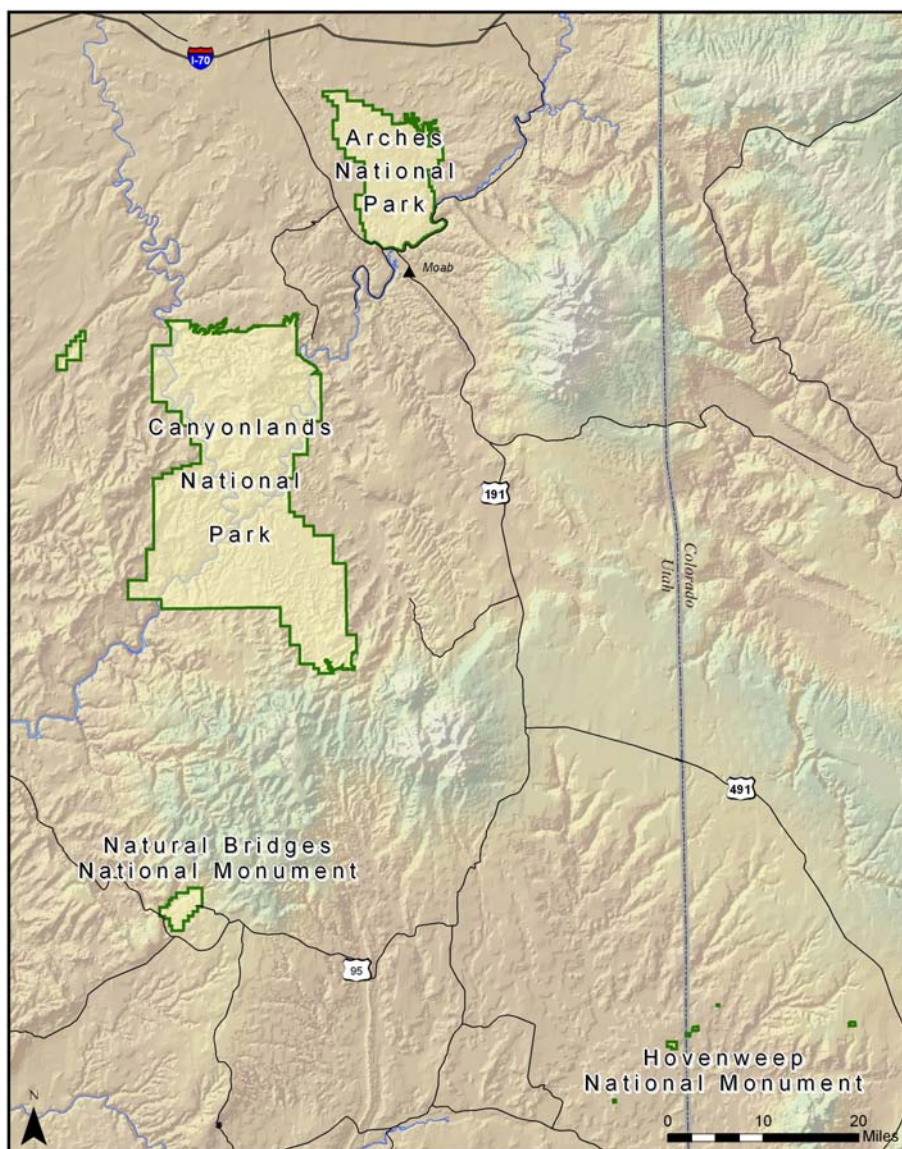 I-70
Arches
National
Park
Moab
Canyonlands
National
Park
191
Colorado
Utah
491
Natural Bridges
National Monument
95
Hovenweep
National Monument
N
0 10 20
Miles